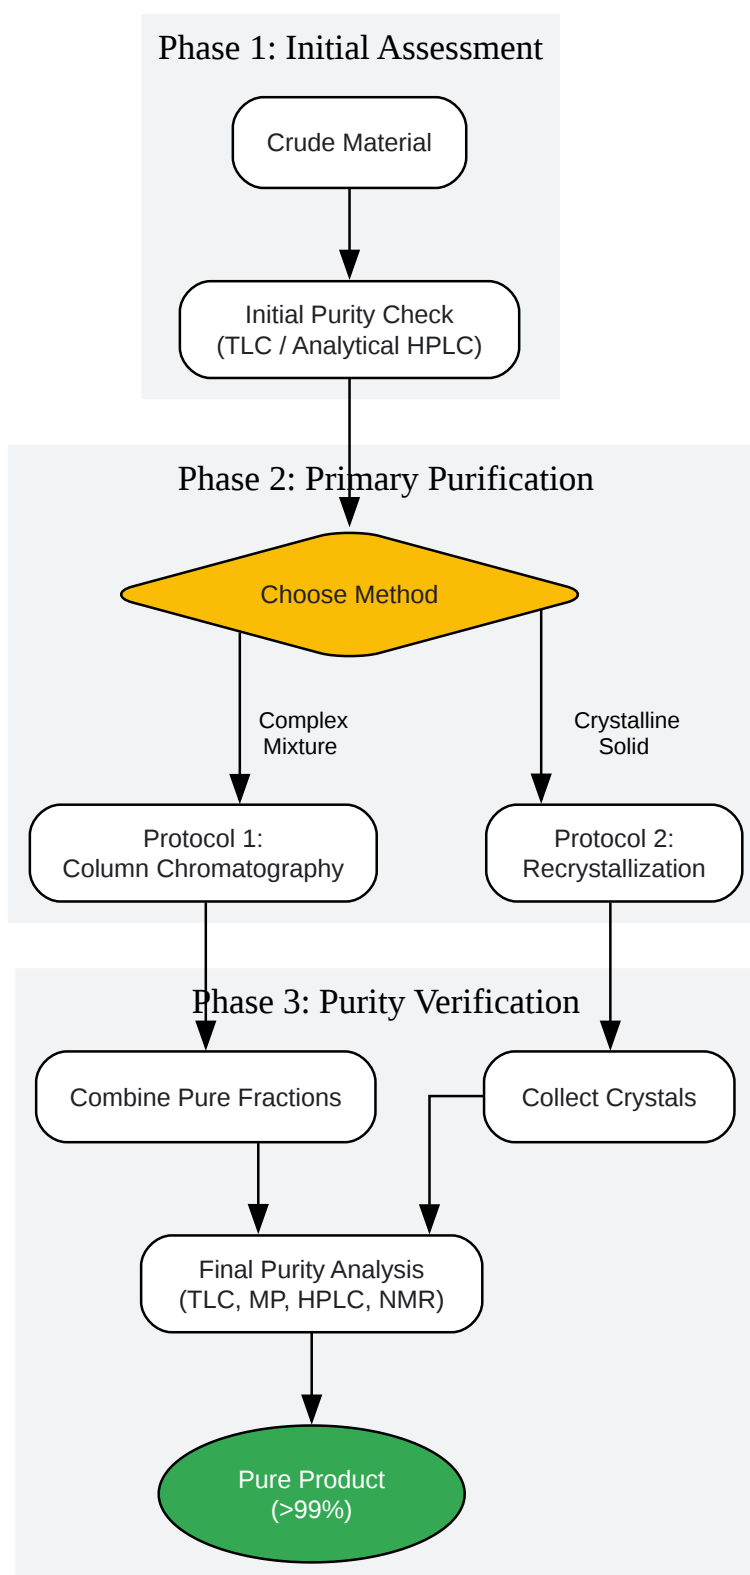 Phase 1: Initial Assessment
Crude Material
Initial Purity Check
(TLC / Analytical HPLC)
Phase 2: Primary Purification
Choose Method
Complex
Mixture
Crystalline
Solid
Protocol 1:
Column Chromatography
Protocol 2:
Recrystallization
Phase 3: Purity Verification
Combine Pure Fractions
Collect Crystals
Final Purity Analysis
(TLC, MP, HPLC, NMR)
Pure Product
(>99%)